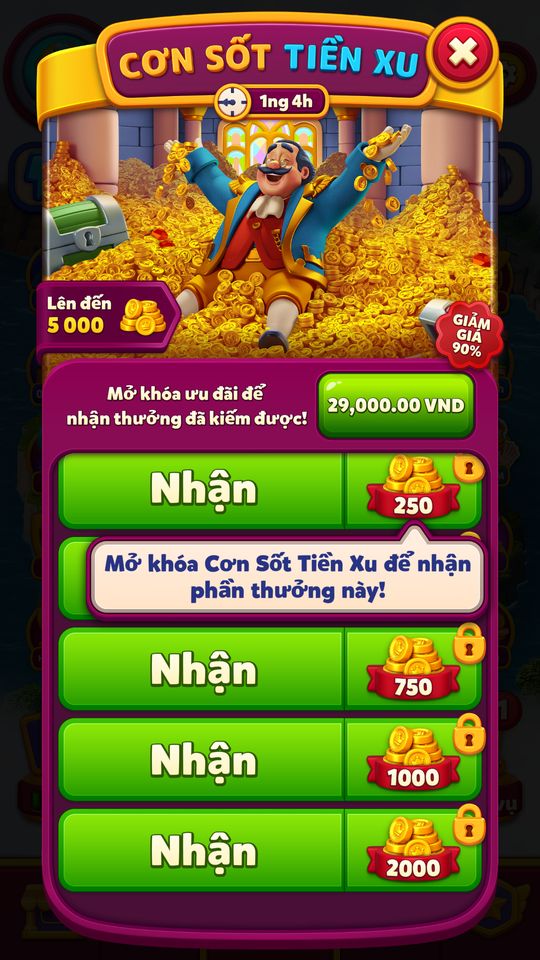 CƠN SỐT TIỀN XU
1ng 4h
Lên đến
5 000
GIẢM
GIÁ
90%
Mở khóa ưu đãi để
nhận thưởng đã kiếm được!
29,000.00 VND
Nhận
250
Mở khóa Cơn Sốt Tiền Xu để nhận
phần thưởng này!
Nhận
750
Nhận
1000
Nhận
2000